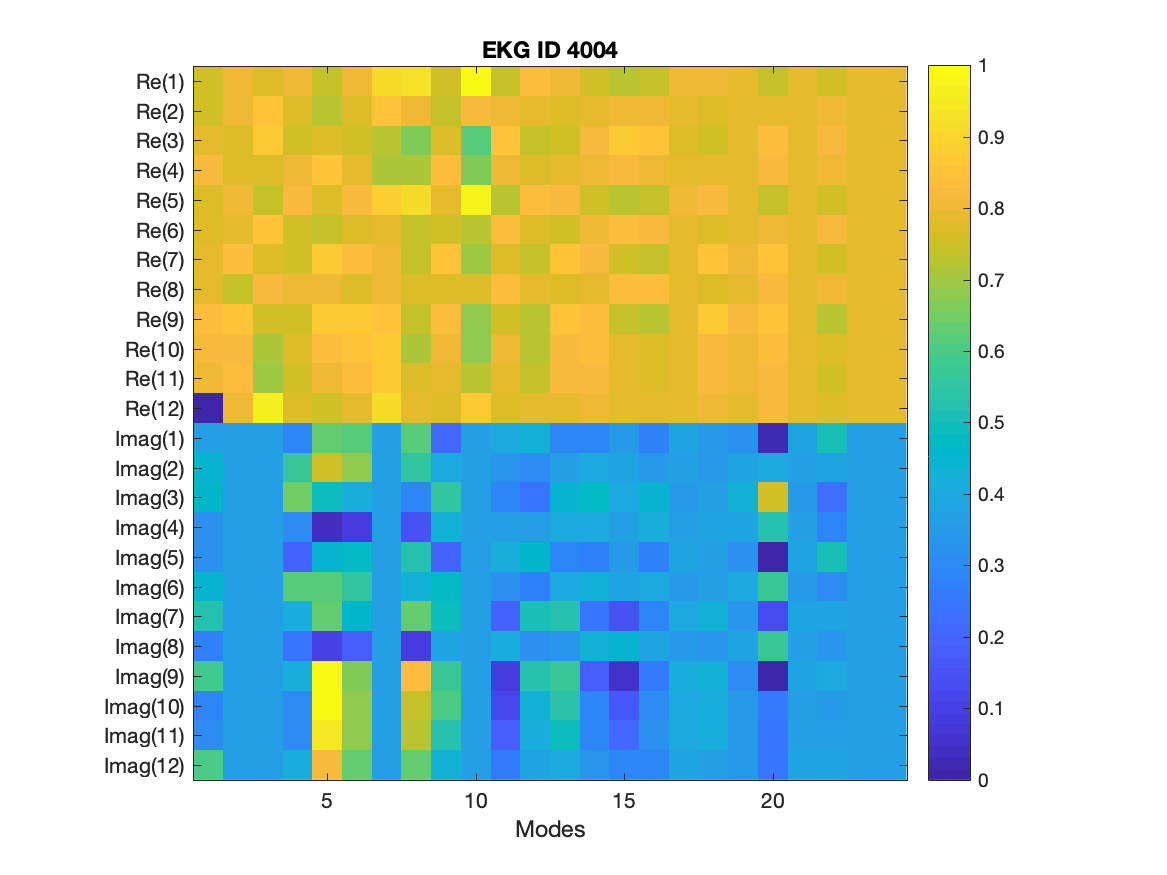 EKG ID 4004
Re(1)
Re(2)
Re(3)
Re(4)
Re(5)
Re(6)
Re(7)
Re(8)
Re(9)
Re(10)
Re(11)
Re(12)
Imag(1)
Imag(2)
Imag(3)
Imag(4)
Imag(5)
Imag(6)
Imag(7)
Imag(8)
Imag(9)
Imag(10)
Imag(11)
Imag(12)
5 10 15 20
Modes
1
0.9
0.8
0.7
0.6
0.5
0.4
0.3
0.2
0.1
0